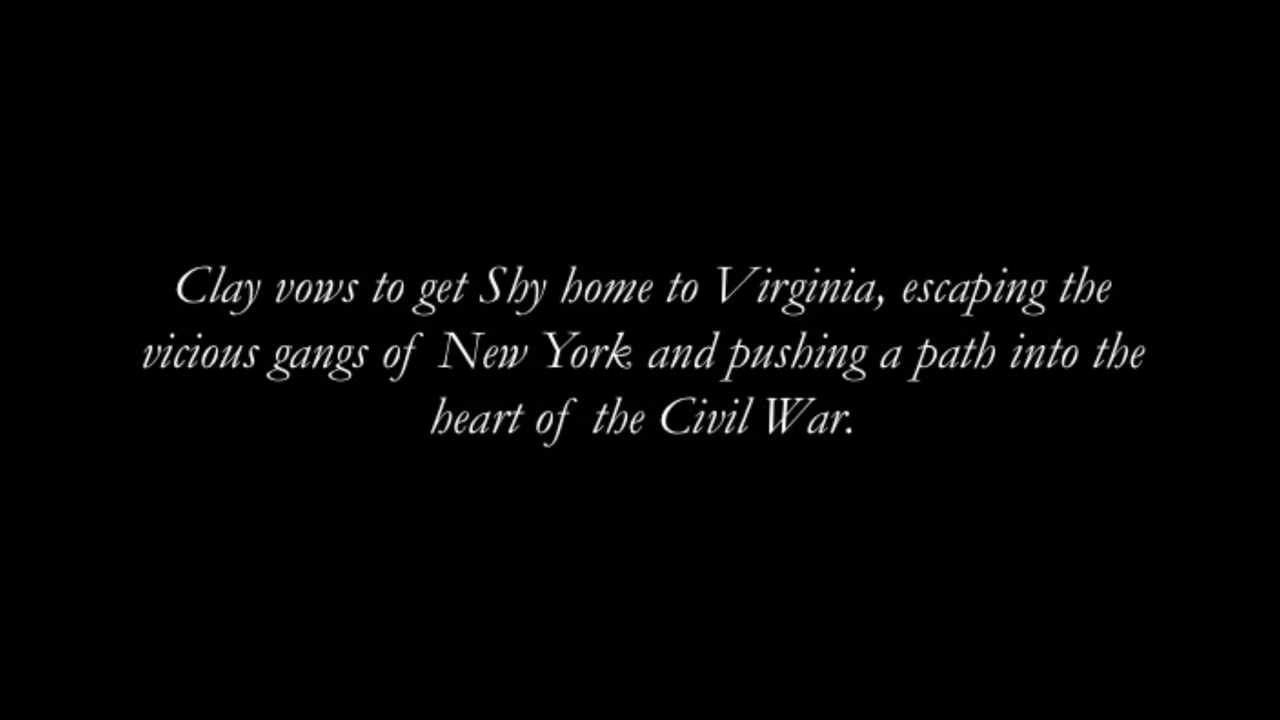 Clay vows to get Shy home to Virginia, escaping the
vicious gangs of New York and pushing a path into the
heart of the Civil War.